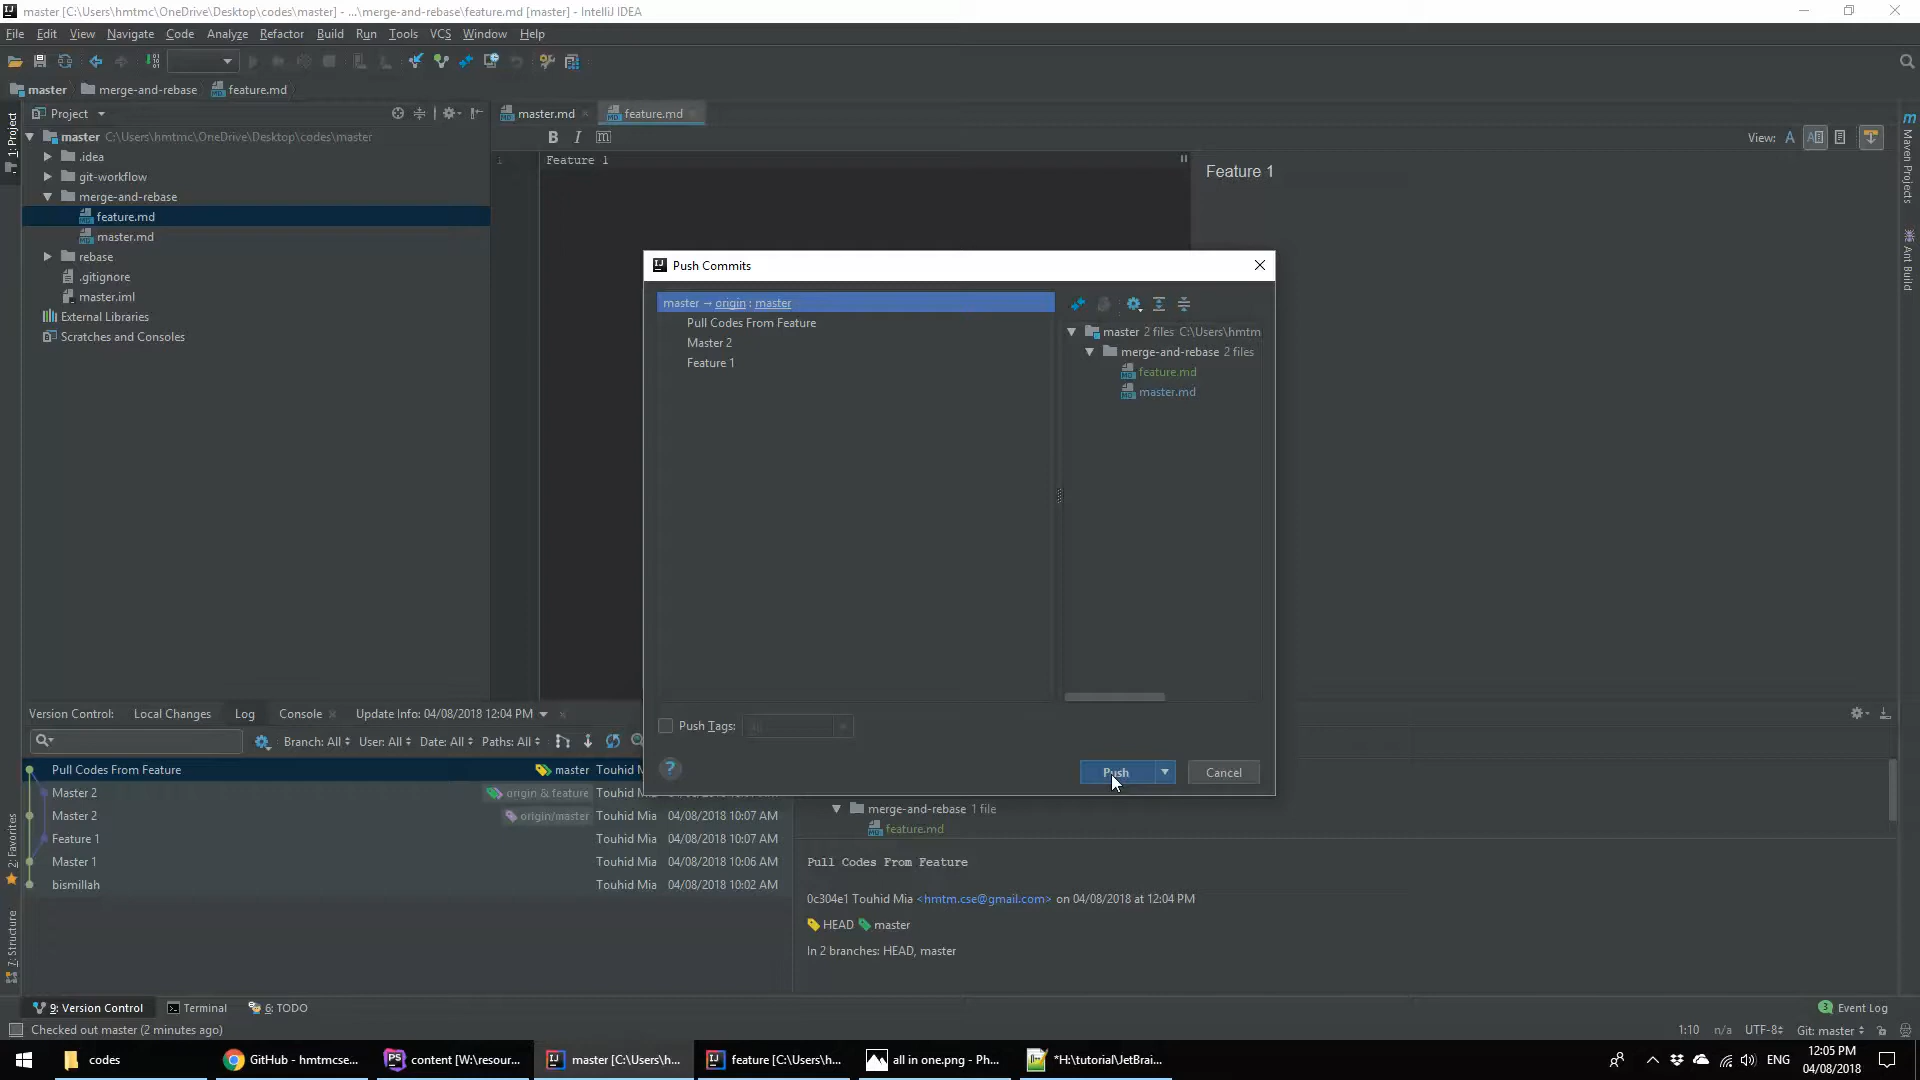 master [C:\Users\hmtmc\OneDrive\Desktop\codes\master] - ...\merge-and-rebase\feature.md [master] - IntelliJ IDEA
File Edit View Navigate Code Analyze Refactor Build Run Tools VCS Window Help
master merge-and-rebase feature.md
1: Project
Project
master.md
feature.md
master C:\Users\hmtmc\OneDrive\Desktop\codes\master
View:
.idea
git-workflow
merge-and-rebase
feature.md
master.md
rebase
.gitignore
master.iml
External Libraries
Scratches and Consoles
1 Feature 1
Feature 1
Maven Projects
Ant Build
Push Commits
master → origin : master
Pull Codes From Feature
Master 2
Feature 1
master 2 files C:\Users\hmtm
merge-and-rebase 2 files
feature.md
master.md
Push Tags:
All
?
Push
Cancel
Version Control: Local Changes Log Console Update Info: 04/08/2018 12:04 PM
Branch: All User: All Date: All Paths: All
Pull Codes From Feature master Touhid M
Master 2 origin & feature Touhid
Master 2 origin/master Touhid Mia 04/08/2018 10:07 AM
Feature 1 Touhid Mia 04/08/2018 10:07 AM
Master 1 Touhid Mia 04/08/2018 10:06 AM
bismillah Touhid Mia 04/08/2018 10:02 AM
merge-and-rebase 1 file
feature.md
Pull Codes From Feature
0c304e1 Touhid Mia <hmtm.cse@gmail.com> on 04/08/2018 at 12:04 PM
HEAD master
In 2 branches: HEAD, master
2: Favorites
7: Structure
9: Version Control Terminal 6: TODO
3 Event Log
Checked out master (2 minutes ago)
1:10 n/a UTF-8 Git: master
codes
GitHub - hmtmcse...
content [W:\resour...
master [C:\Users\h...
feature [C:\Users\h...
all in one.png - Ph...
*H:\tutorial\JetBrai...
ENG
12:05 PM
04/08/2018